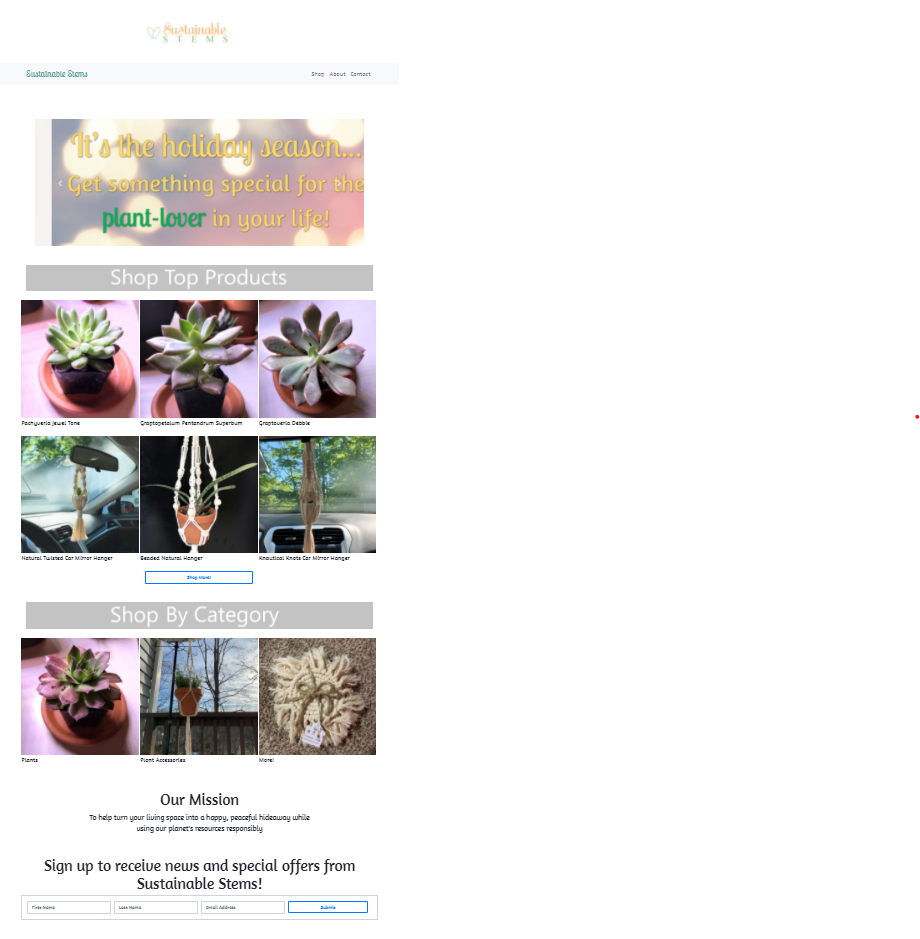 Sustainable
STEMS
Sustainable Stems
Shop About Contact
It's the holiday season...
Get something special for the
plant-lover in your life!
Shop Top Products
Pachyveria Jewel Tone
Graptopetalum Pentandrum Superbum
Graptoveria Debbie
Natural Twisted Car Mirror Hanger
Beaded Natural Hanger
Knautical Knots Car Mirror Hanger
Shop More!
Shop By Category
Plants
Plant Accessories
More!
Our Mission
To help turn your living space into a happy, peaceful hideaway while
using our planet's resources responsibly
Sign up to receive news and special offers from
Sustainable Stems!
First Name
Last Name
Email Address
Submit